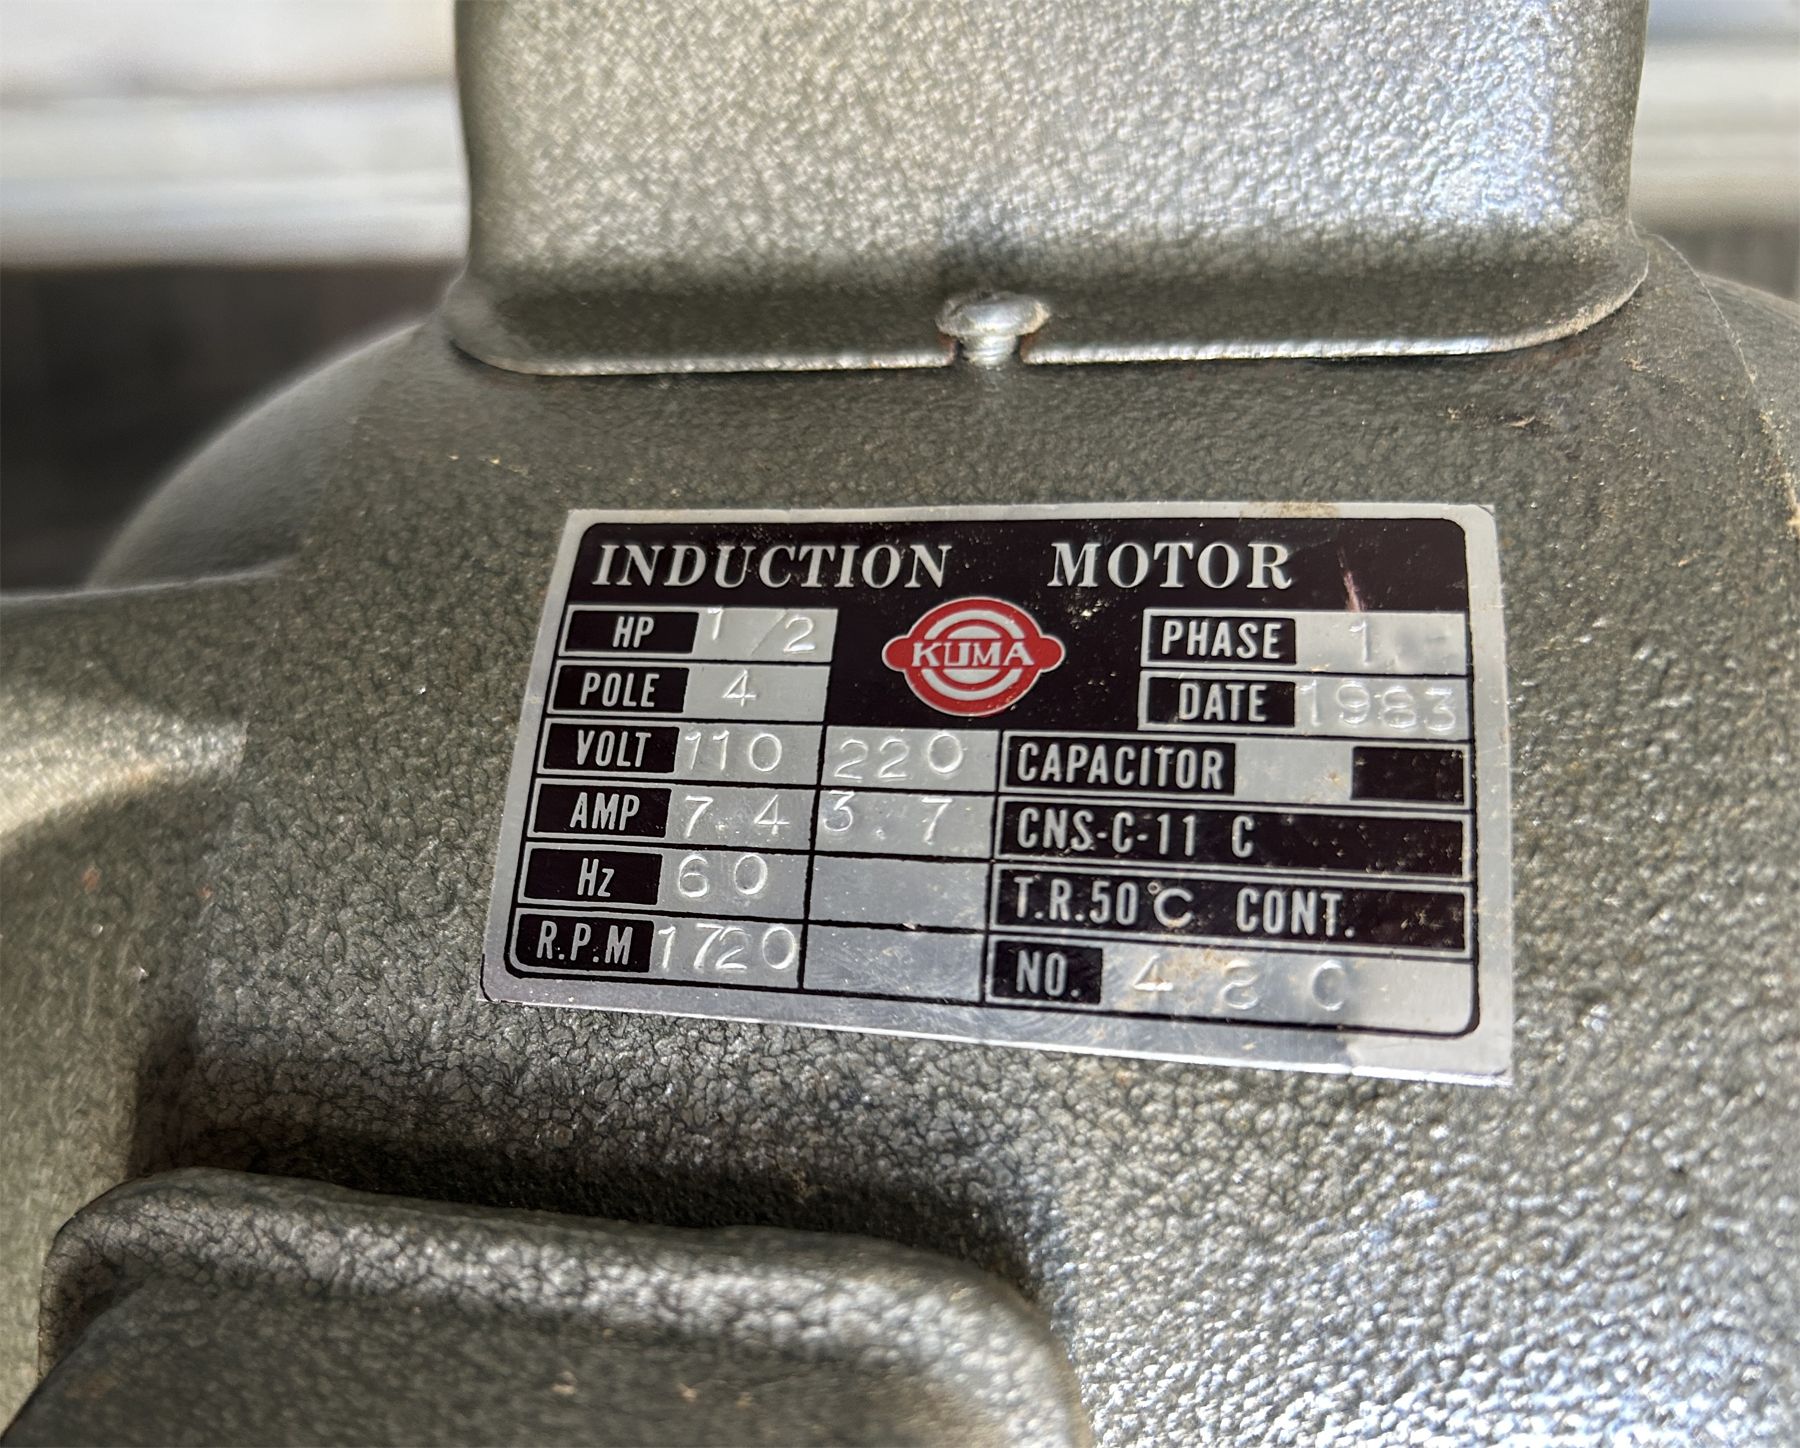 INDUCTION MOTOR
HP 1/2
KUMA
PHASE 1
POLE 4
DATE 1983
VOLT 110 220
CAPACITOR
AMP 7.4 3.7
CNS-C-11 C
Hz 60
T.R.50℃ CONT.
R.P.M 1720
NO. 480